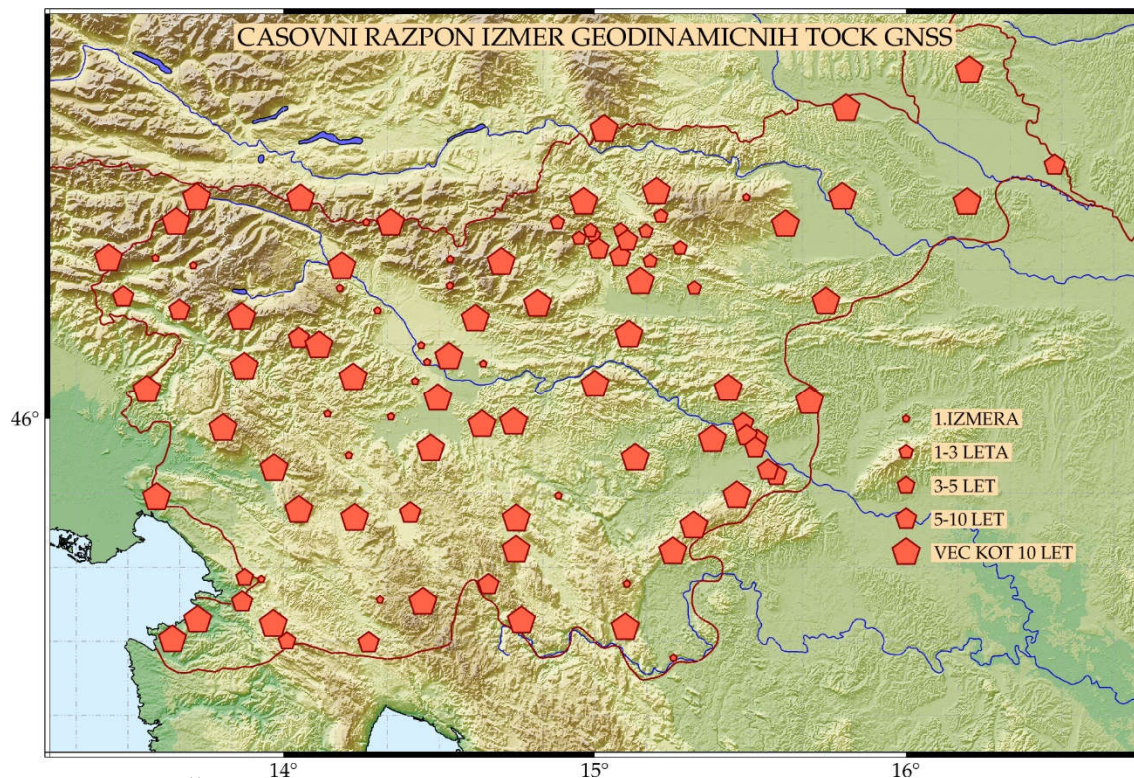 CASOVNI RAZPON IZMER GEODINAMICNIH TOCK GNSS
46°
1.IZMERA
1-3 LETA
3-5 LET
5-10 LET
VEC KOT 10 LET
14°
15°
16°